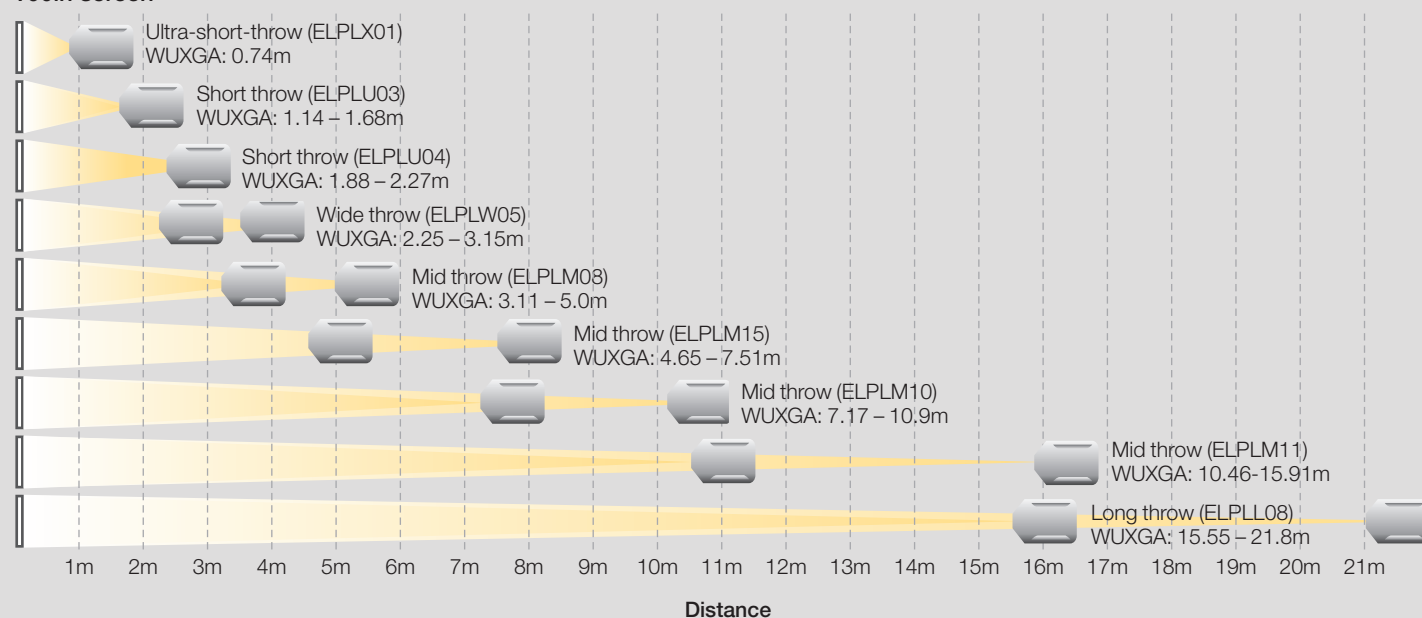 Ultra-short-throw (ELPLX01)
WUXGA: 0.74m
Short throw (ELPLU03)
WUXGA: 1.14 – 1.68m
Short throw (ELPLU04)
WUXGA: 1.88 – 2.27m
Wide throw (ELPLW05)
WUXGA: 2.25 – 3.15m
Mid throw (ELPLM08)
WUXGA: 3.11 – 5.0m
Mid throw (ELPLM15)
WUXGA: 4.65 – 7.51m
Mid throw (ELPLM10)
WUXGA: 7.17 – 10.9m
Mid throw (ELPLM11)
WUXGA: 10.46-15.91m
Long throw (ELPLL08)
WUXGA: 15.55 – 21.8m
1m 2m 3m 4m 5m 6m 7m 8m 9m 10m 11m 12m 13m 14m 15m 16m 17m 18m 19m 20m 21m
Distance